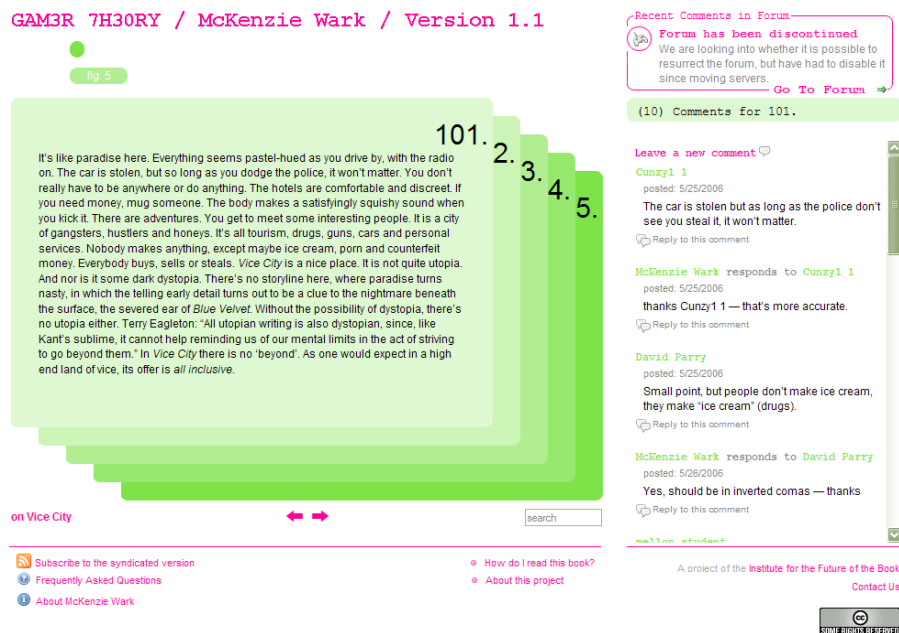 GAM3R 7H30RY / McKenzie Wark / Version 1.1
fig. 5
101.
2.
3.
4.
5.
It's like paradise here. Everything seems pastel-hued as you drive by, with the radio
on. The car is stolen, but so long as you dodge the police, it won't matter. You don't
really have to be anywhere or do anything. The hotels are comfortable and discreet. If
you need money, mug someone. The body makes a satisfyingly squishy sound when
you kick it. There are adventures. You get to meet some interesting people. It is a city
of gangsters, hustlers and honeys. It's all tourism, drugs, guns, cars and personal
services. Nobody makes anything, except maybe ice cream, porn and counterfeit
money. Everybody buys, sells or steals. Vice City is a nice place. It is not quite utopia.
And nor is it some dark dystopia. There's no storyline here, where paradise turns
nasty, in which the telling early detail turns out to be a clue to the nightmare beneath
the surface, the severed ear of Blue Velvet. Without the possibility of dystopia, there's
no utopia either. Terry Eagleton: "All utopian writing is also dystopian, since, like
Kant's sublime, it cannot help reminding us of our mental limits in the act of striving
to go beyond them." In Vice City there is no 'beyond'. As one would expect in a high
end land of vice, its offer is all inclusive.
on Vice City
search
Subscribe to the syndicated version
Frequently Asked Questions
About McKenzie Wark
How do I read this book?
About this project
Recent Comments in Forum
Forum has been discontinued
We are looking into whether it is possible to
resurrect the forum, but have had to disable it
since moving servers.
Go To Forum
(10) Comments for 101.
Leave a new comment
Cunzy1 1
posted: 5/25/2006
The car is stolen but as long as the police don't
see you steal it, it won't matter.
Reply to this comment
McKenzie Wark responds to Cunzy1 1
posted: 5/25/2006
thanks Cunzy1 1 — that's more accurate.
Reply to this comment
David Parry
posted: 5/25/2006
Small point, but people don't make ice cream,
they make "ice cream" (drugs).
Reply to this comment
McKenzie Wark responds to David Parry
posted: 5/26/2006
Yes, should be in inverted comas — thanks
Reply to this comment
mellon student
A project of the Institute for the Future of the Book
Contact Us
cc
SOME RIGHTS RESERVED